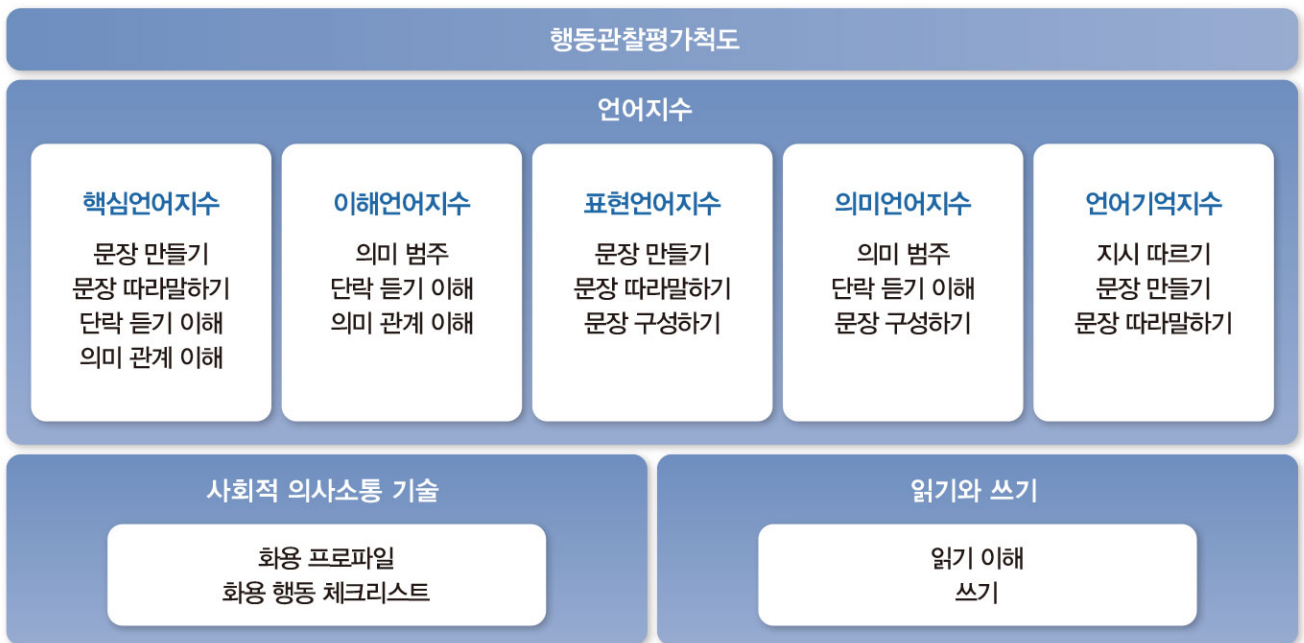 행동관찰평가척도
언어지수
핵심언어지수
문장 만들기
문장 따라말하기
단락 듣기 이해
의미 관계 이해
이해언어지수
의미 범주
단락 듣기 이해
의미 관계 이해
표현언어지수
문장 만들기
문장 따라말하기
문장 구성하기
의미언어지수
의미 범주
단락 듣기 이해
문장 구성하기
언어기억지수
지시 따르기
문장 만들기
문장 따라말하기
사회적 의사소통 기술
화용 프로파일
화용 행동 체크리스트
읽기와 쓰기
읽기 이해
쓰기